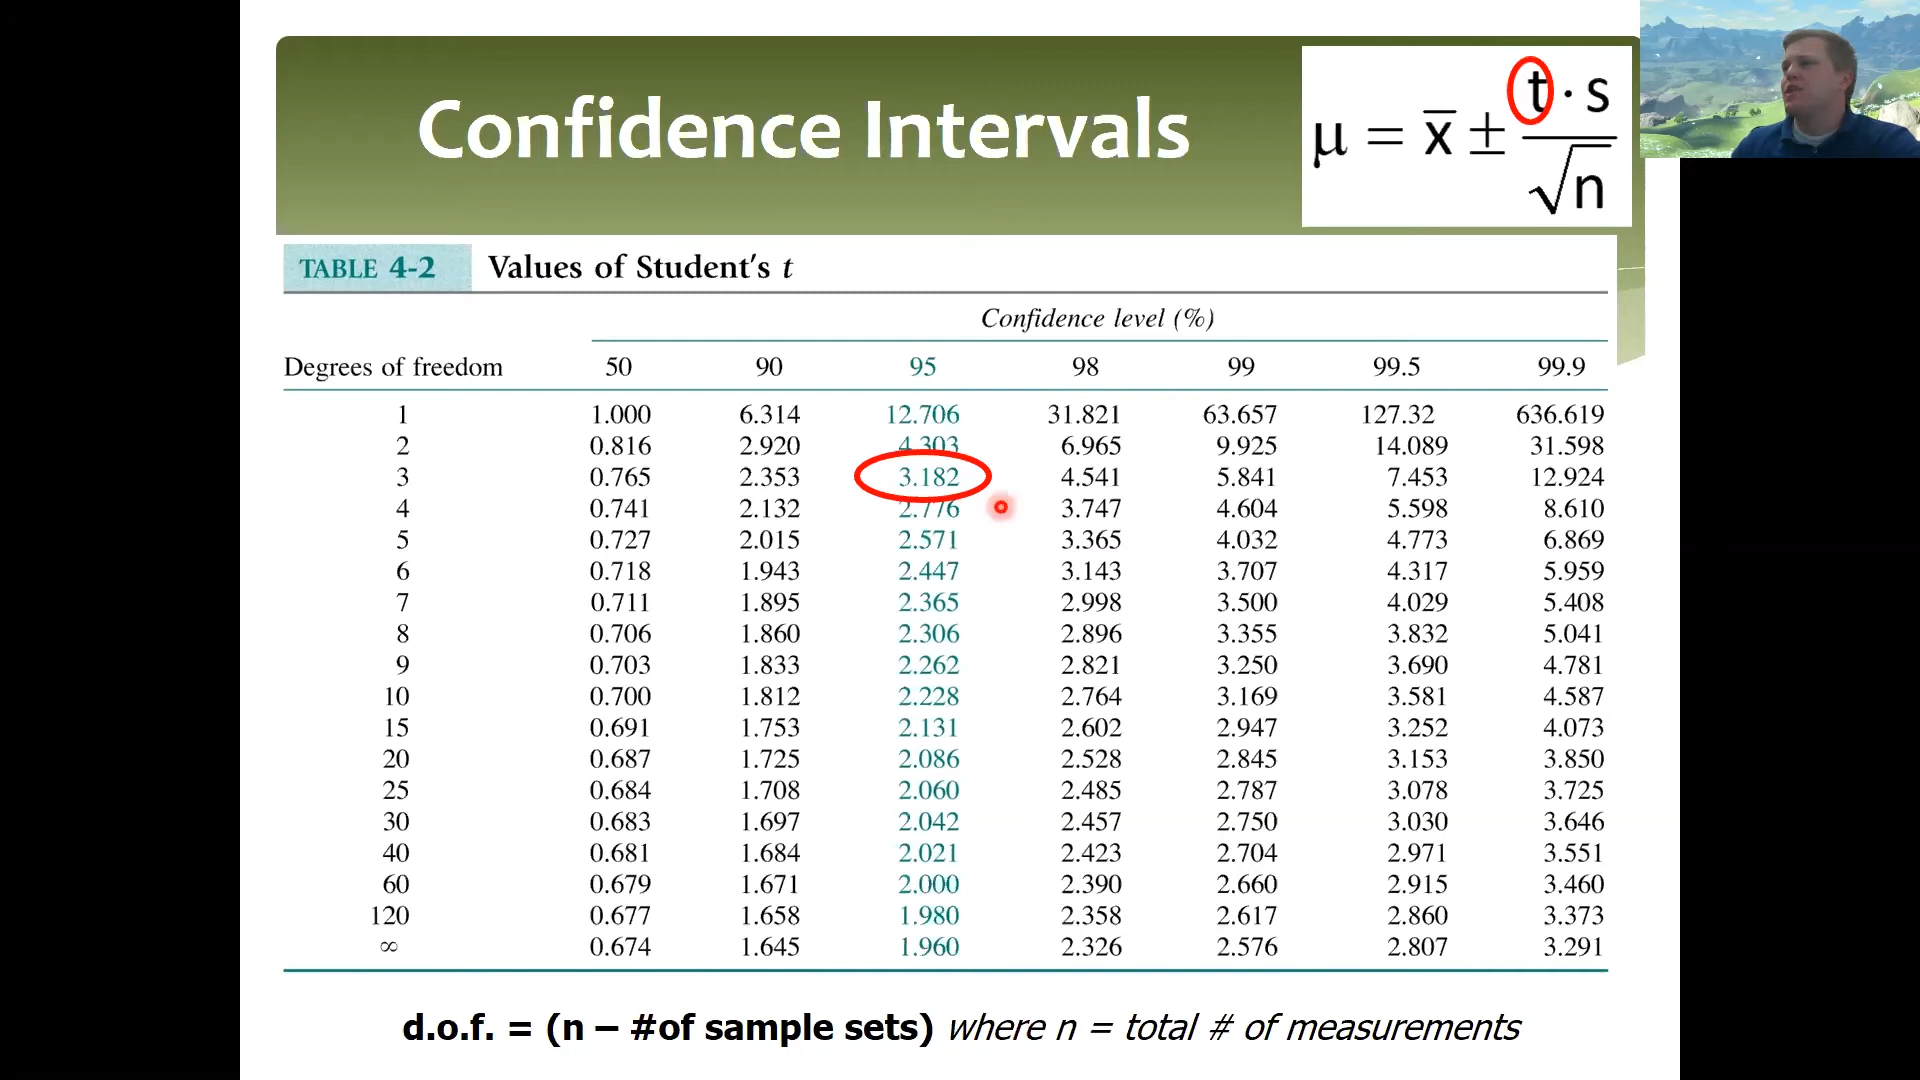 Confidence Intervals
μ = x̅ ± t · s / √n
TABLE 4-2 Values of Student's t
Confidence level (%)
Degrees of freedom 50 90 95 98 99 99.5 99.9
1 1.000 6.314 12.706 31.821 63.657 127.32 636.619
2 0.816 2.920 4.303 6.965 9.925 14.089 31.598
3 0.765 2.353 3.182 4.541 5.841 7.453 12.924
4 0.741 2.132 2.776 3.747 4.604 5.598 8.610
5 0.727 2.015 2.571 3.365 4.032 4.773 6.869
6 0.718 1.943 2.447 3.143 3.707 4.317 5.959
7 0.711 1.895 2.365 2.998 3.500 4.029 5.408
8 0.706 1.860 2.306 2.896 3.355 3.832 5.041
9 0.703 1.833 2.262 2.821 3.250 3.690 4.781
10 0.700 1.812 2.228 2.764 3.169 3.581 4.587
15 0.691 1.753 2.131 2.602 2.947 3.252 4.073
20 0.687 1.725 2.086 2.528 2.845 3.153 3.850
25 0.684 1.708 2.060 2.485 2.787 3.078 3.725
30 0.683 1.697 2.042 2.457 2.750 3.030 3.646
40 0.681 1.684 2.021 2.423 2.704 2.971 3.551
60 0.679 1.671 2.000 2.390 2.660 2.915 3.460
120 0.677 1.658 1.980 2.358 2.617 2.860 3.373
∞ 0.674 1.645 1.960 2.326 2.576 2.807 3.291
d.o.f. = (n – #of sample sets) where n = total # of measurements